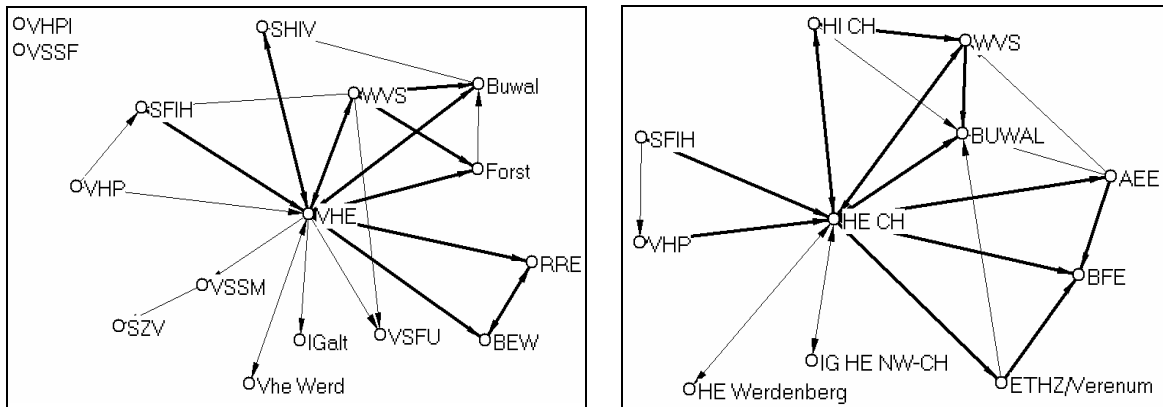 VHPI
VSSF
SHIV
Buwal
WVS
SFIH
Forst
VHP
VHE
RRE
VSSM
SZV
IGalt
VSFU
BEW
Vhe Werd
HI CH
WVS
BUWAL
SFIH
AEE
HE CH
VHP
BFE
IG HE NW-CH
HE Werdenberg
ETHZ/Verenum